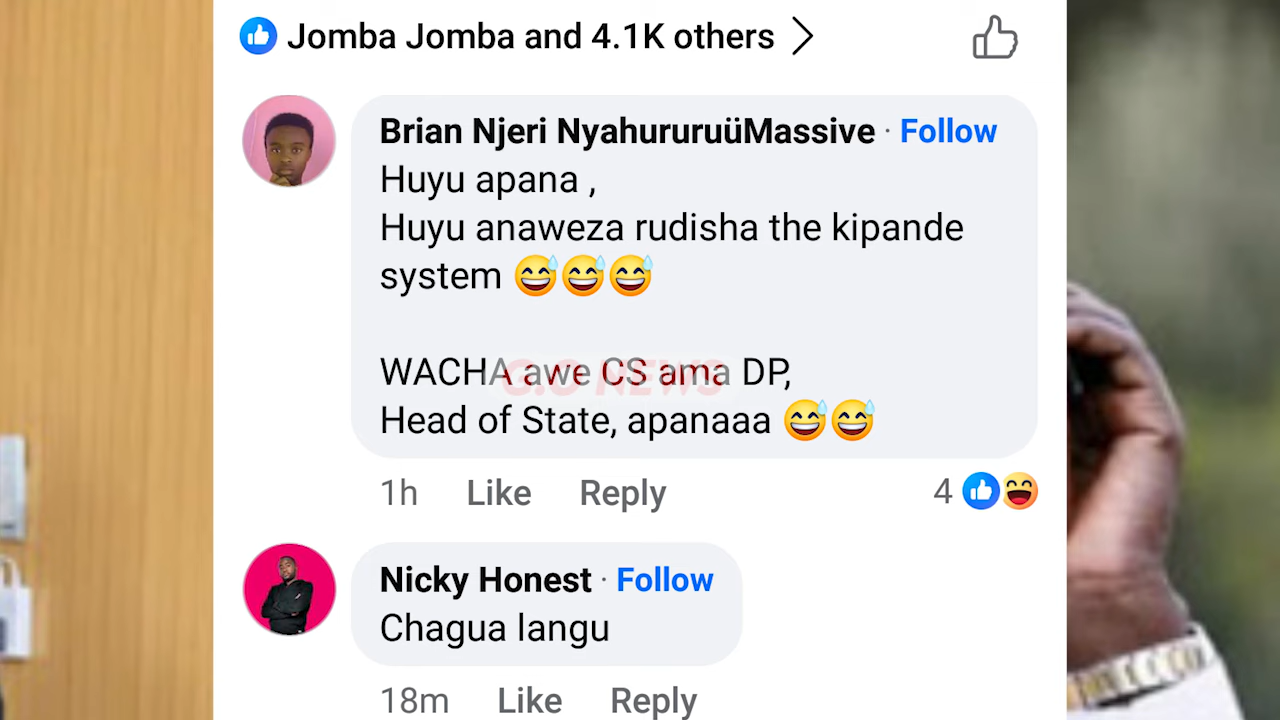 Jomba Jomba and 4.1K others
Brian Njeri NyahururuüMassive · Follow
Huyu apana ,
Huyu anaweza rudisha the kipande
system 😅😅😅
WACHA awe CS ama DP,
G.O NEWS
Head of State, apanaaa 😅😅
1h Like Reply 4
Nicky Honest · Follow
Chagua langu
18m Like Reply